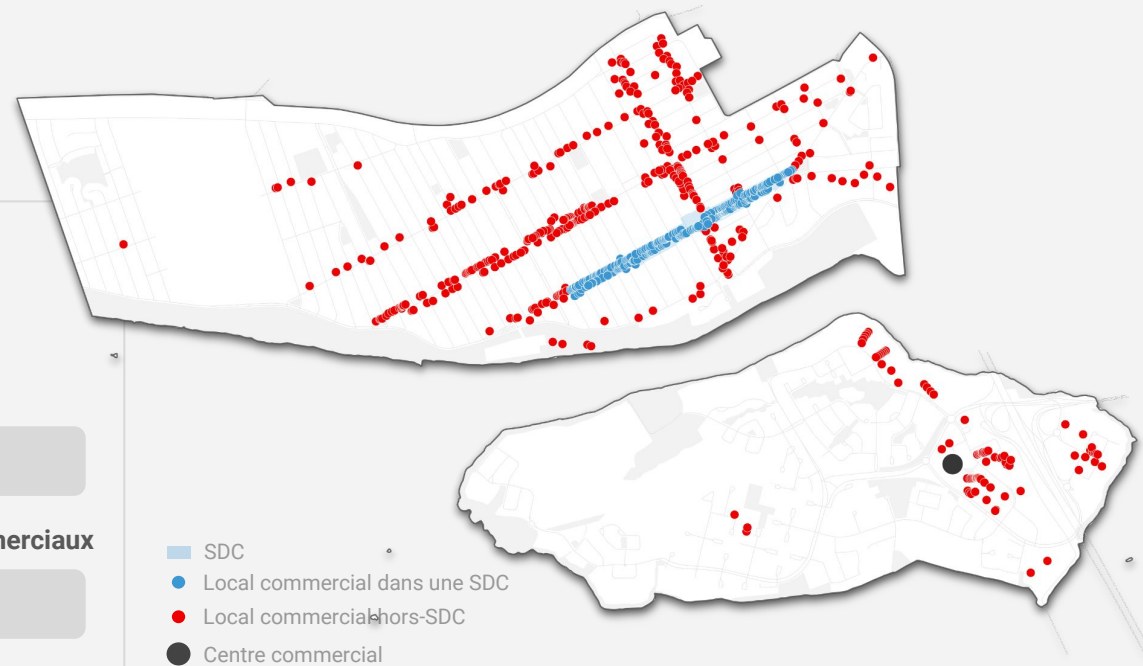 merciaux
SDC
Local commercial dans une SDC
Local commercial hors-SDC
Centre commercial